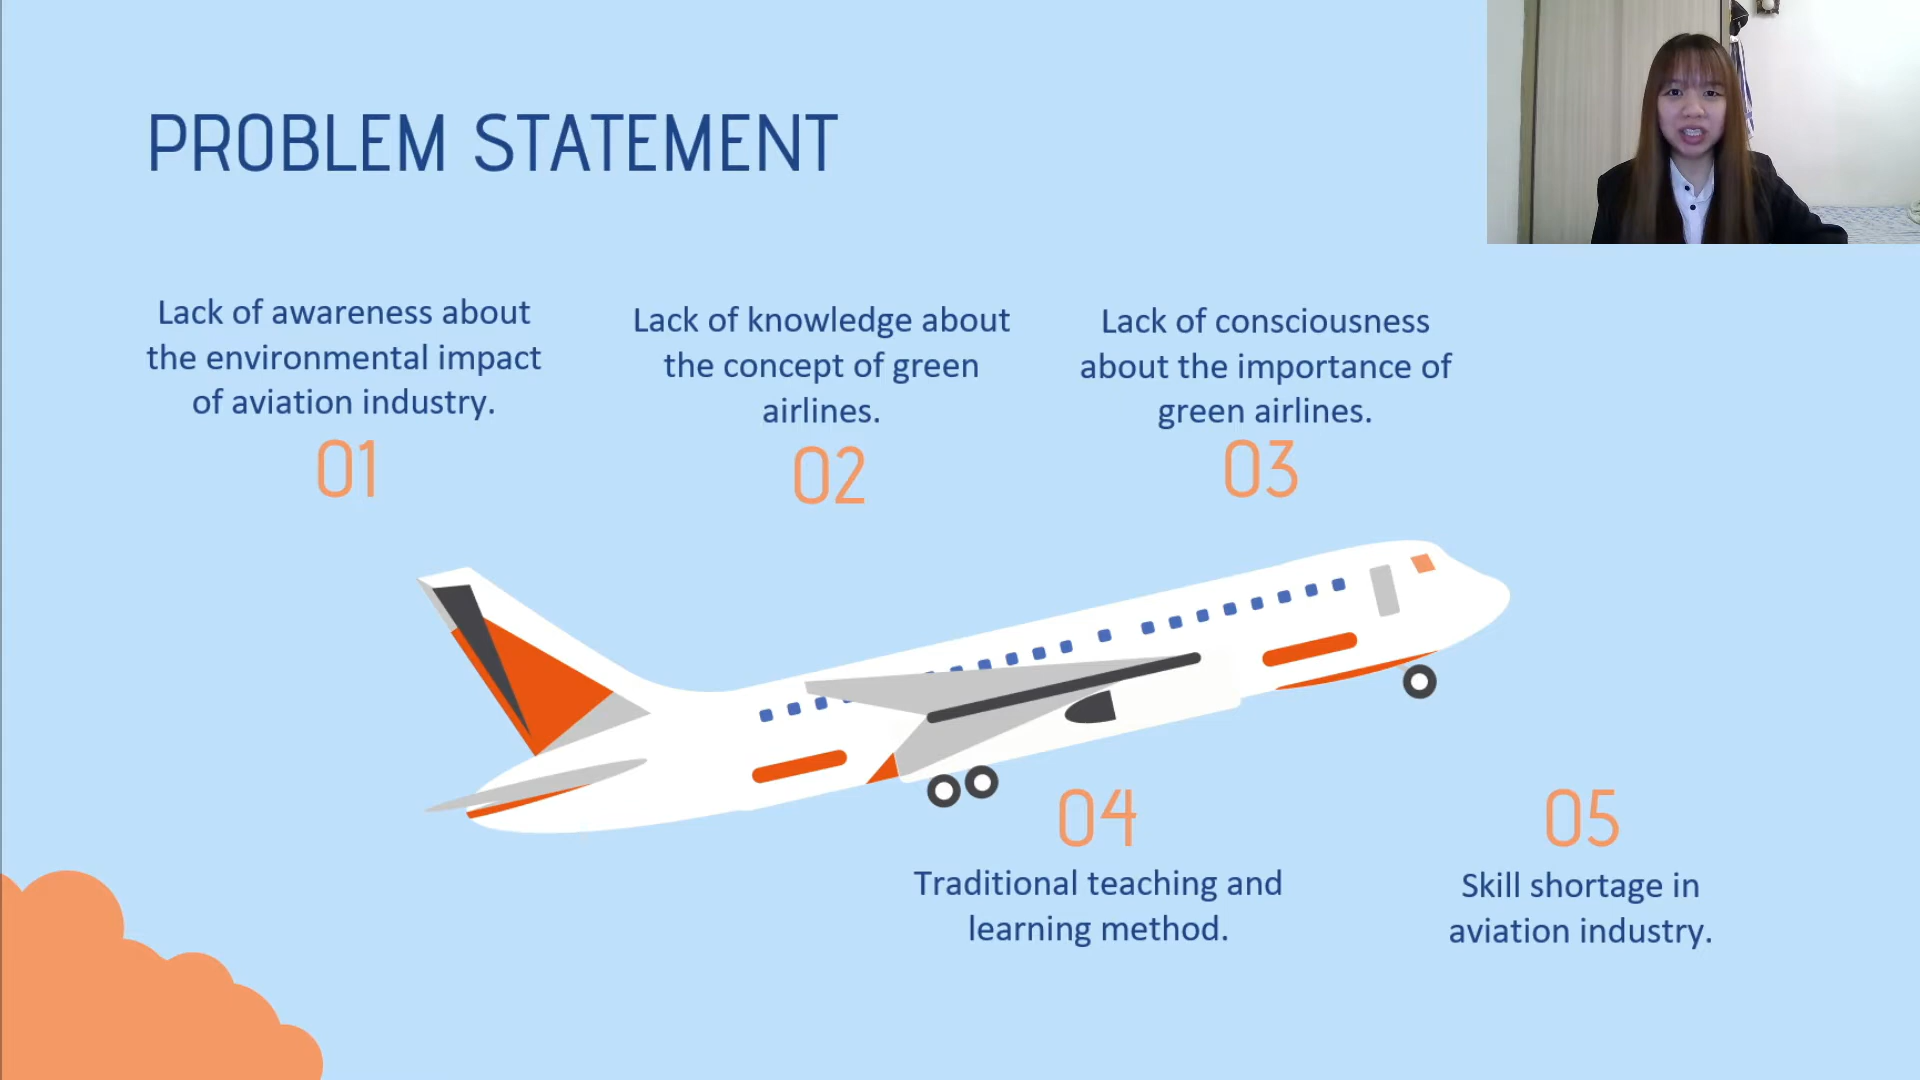 PROBLEM STATEMENT
Lack of awareness about
the environmental impact
of aviation industry.
01
Lack of knowledge about
the concept of green
airlines.
02
Lack of consciousness
about the importance of
green airlines.
03
04
Traditional teaching and
learning method.
05
Skill shortage in
aviation industry.